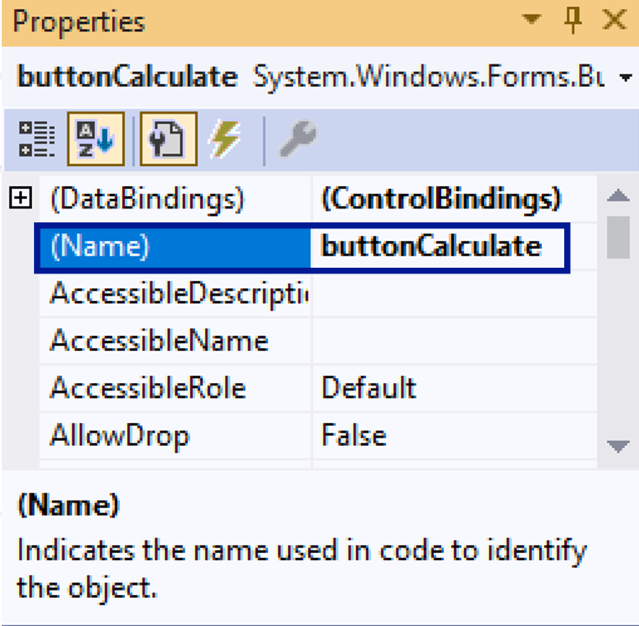 Properties
buttonCalculate System.Windows.Forms.Bu
A
Z
(DataBindings) (ControlBindings)
(Name) buttonCalculate
AccessibleDescripti
AccessibleName
AccessibleRole Default
AllowDrop False
(Name)
Indicates the name used in code to identify
the object.